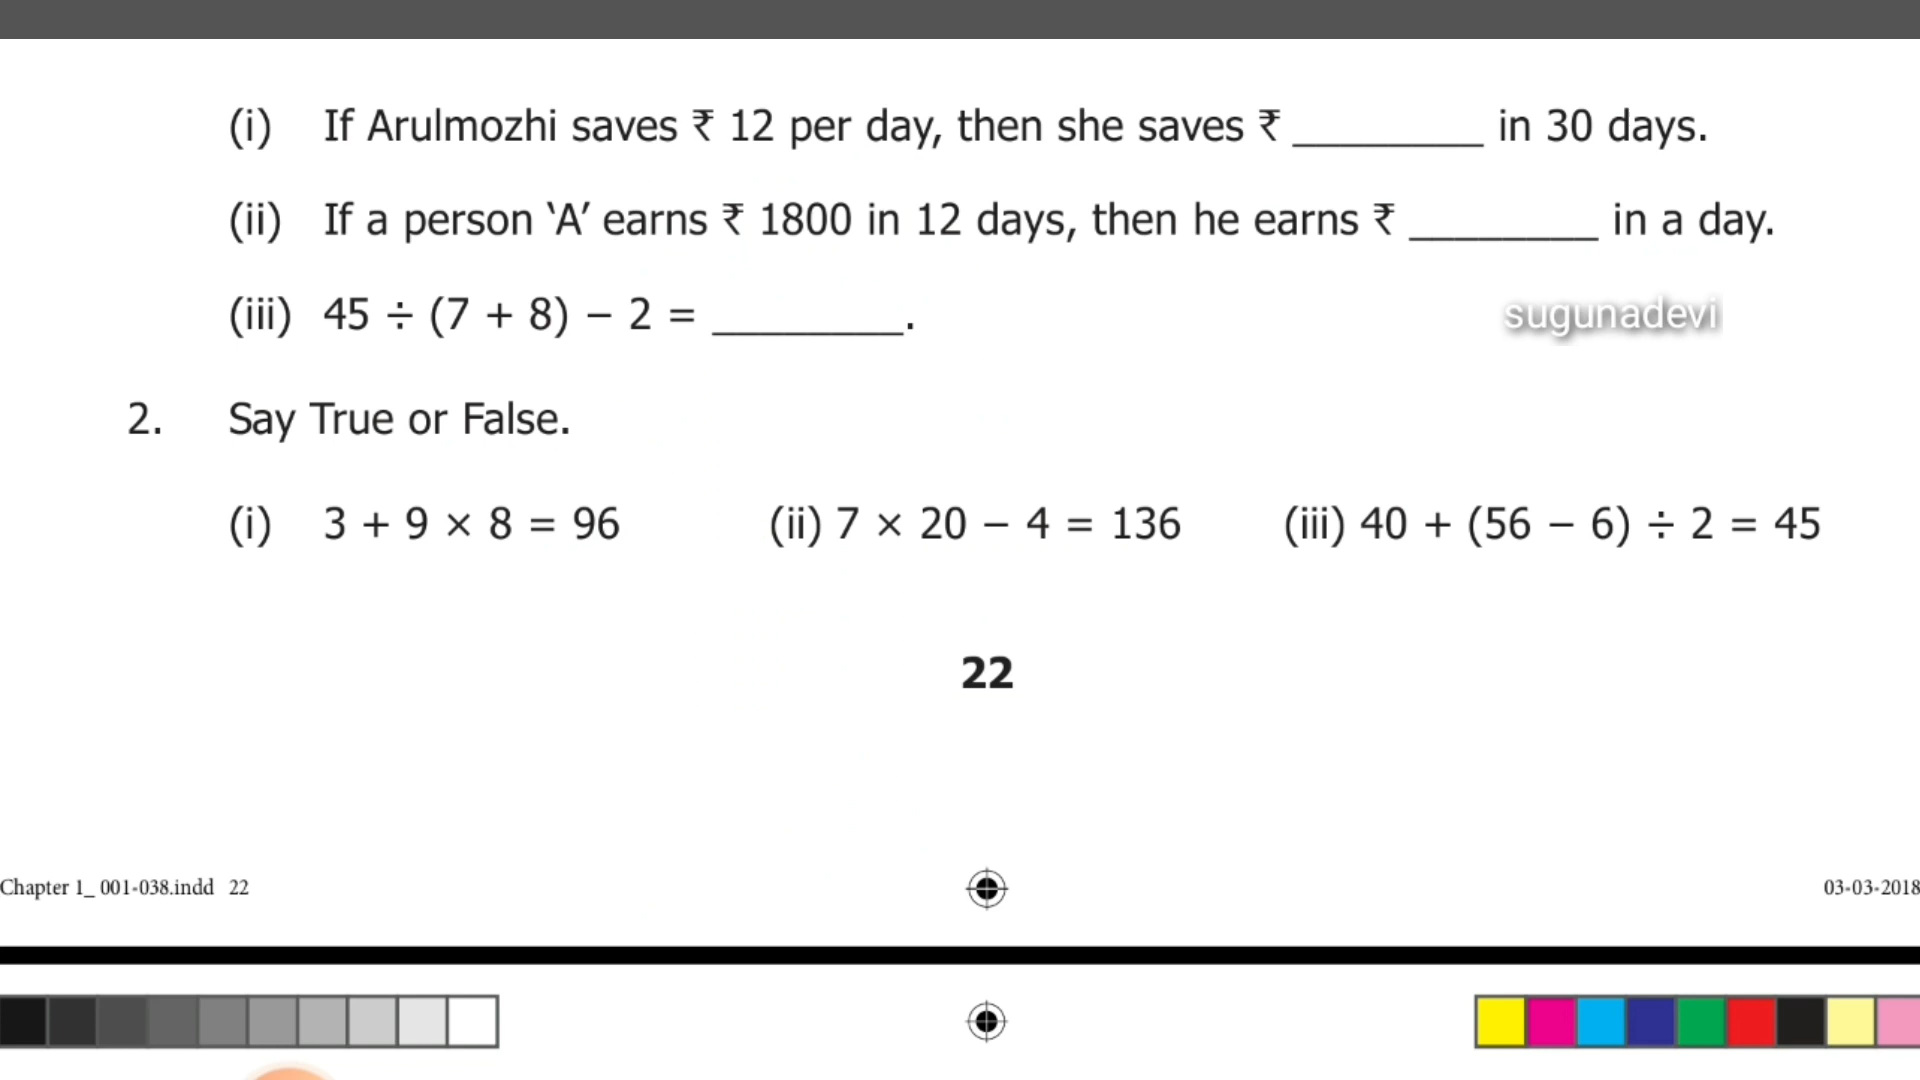 (i) If Arulmozhi saves ₹ 12 per day, then she saves ₹ ________ in 30 days.
(ii) If a person ‘A’ earns ₹ 1800 in 12 days, then he earns ₹ ________ in a day.
(iii) 45 ÷ (7 + 8) − 2 = ________.
sugunadevi
2. Say True or False.
(i) 3 + 9 × 8 = 96 (ii) 7 × 20 − 4 = 136 (iii) 40 + (56 − 6) ÷ 2 = 45
22
Chapter 1_ 001-038.indd 22 03-03-2018